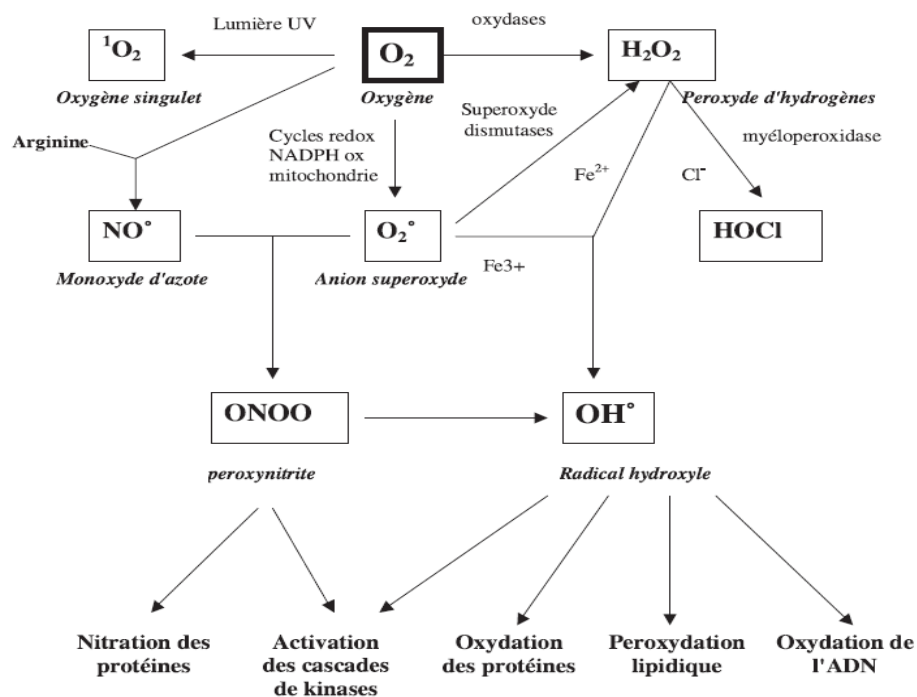 Lumière UV
oxydases
¹O₂
O₂
H₂O₂
Oxygène singulet
Oxygène
Peroxyde d'hydrogènes
Superoxyde
dismutases
Arginine
Cycles redox
NADPH ox
mitochondrie
myéloperoxidase
Fe²⁺
Cl⁻
NO°
O₂°
HOCl
Monoxyde d'azote
Anion superoxyde
Fe3+
ONOO
OH°
peroxynitrite
Radical hydroxyle
Nitration des
protéines
Activation
des cascades
de kinases
Oxydation
des protéines
Peroxydation
lipidique
Oxydation de
l'ADN